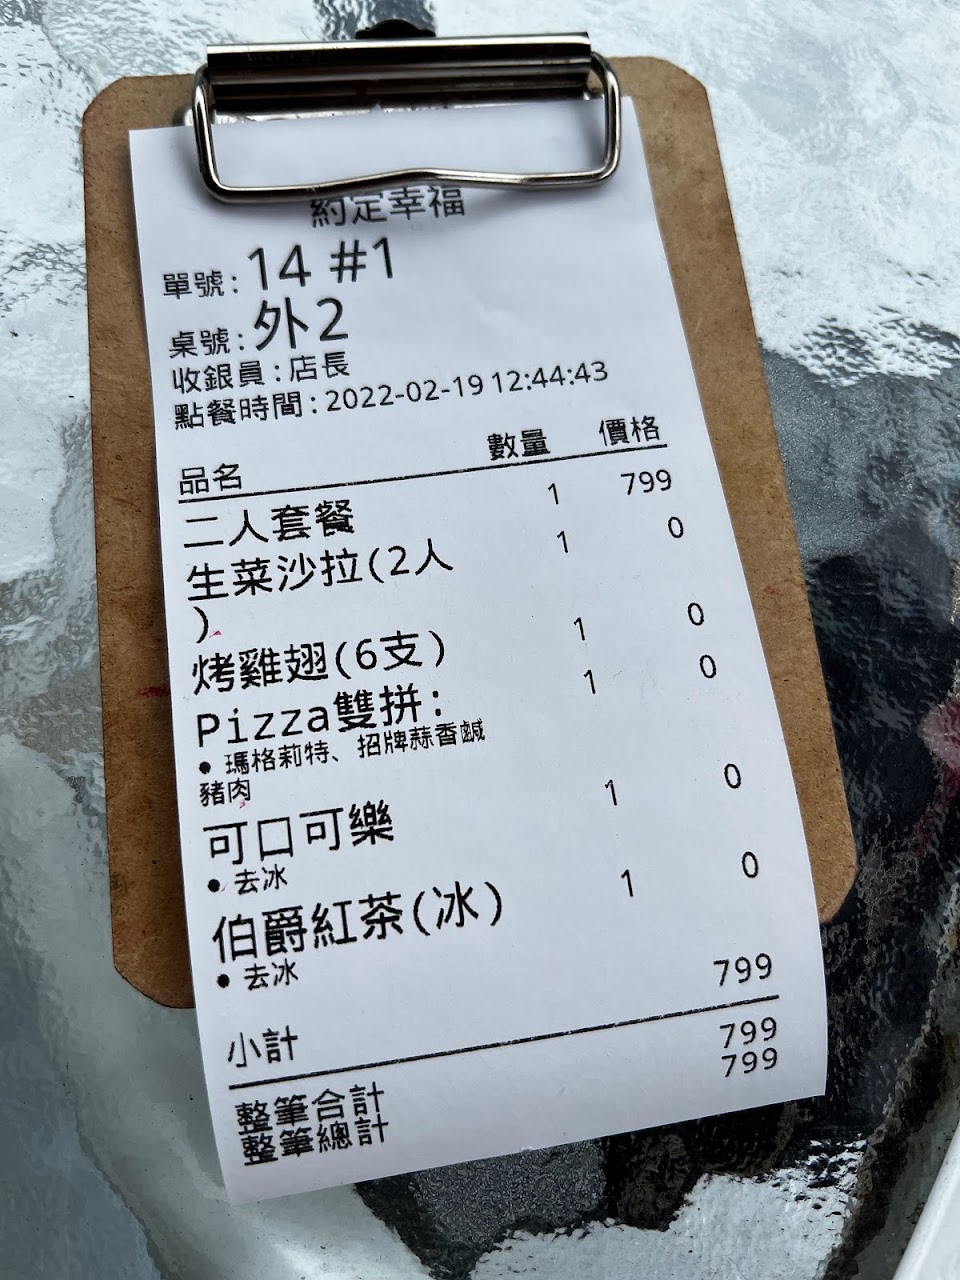 約定幸福
單號: 14 #1
桌號: 外2
收銀員:店長
點餐時間:2022-02-19 12:44:43
品名 數量 價格
二人套餐 1 799
生菜沙拉(2人 1 0
)
烤雞翅(6支) 1 0
Pizza雙拼: 1 0
• 瑪格莉特、招牌蒜香鹹
豬肉
可口可樂 1 0
• 去冰
伯爵紅茶(冰) 1 0
• 去冰
小計 799
整筆合計 799
整筆總計 799